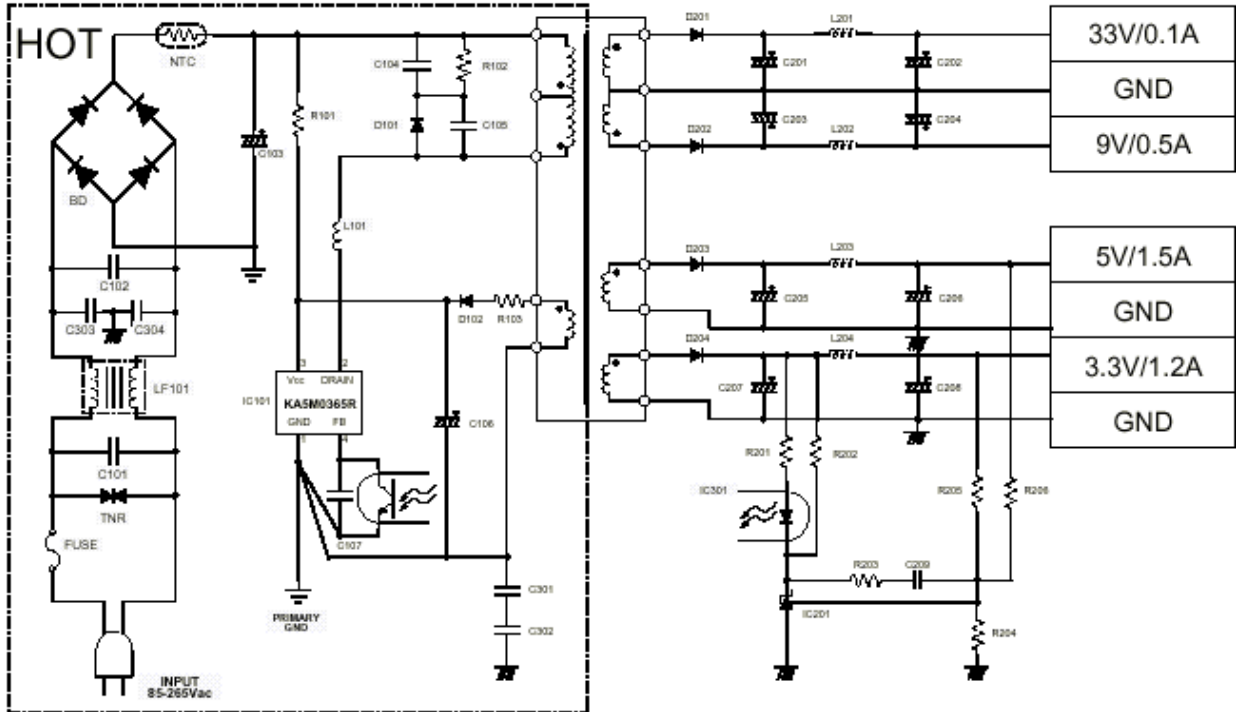 HOT
NTC
D201
L201
33V/0.1A
C104
R102
C201
C202
GND
R101
D101
C105
C203
C204
C103
D202
L202
9V/0.5A
BD
L101
D203
L203
5V/1.5A
C102
C205
C206
GND
C303
C304
D102
R103
D204
L204
3.3V/1.2A
LF101
3
2
Vcc
DRAIN
IC101
KA5M0365R
GND
FB
1
4
C106
C207
C208
GND
C101
R201
R202
TNR
IC301
R205
R206
FUSE
C107
R203
C209
C301
IC201
PRIMARY
GND
C302
R204
INPUT
85-265Vac